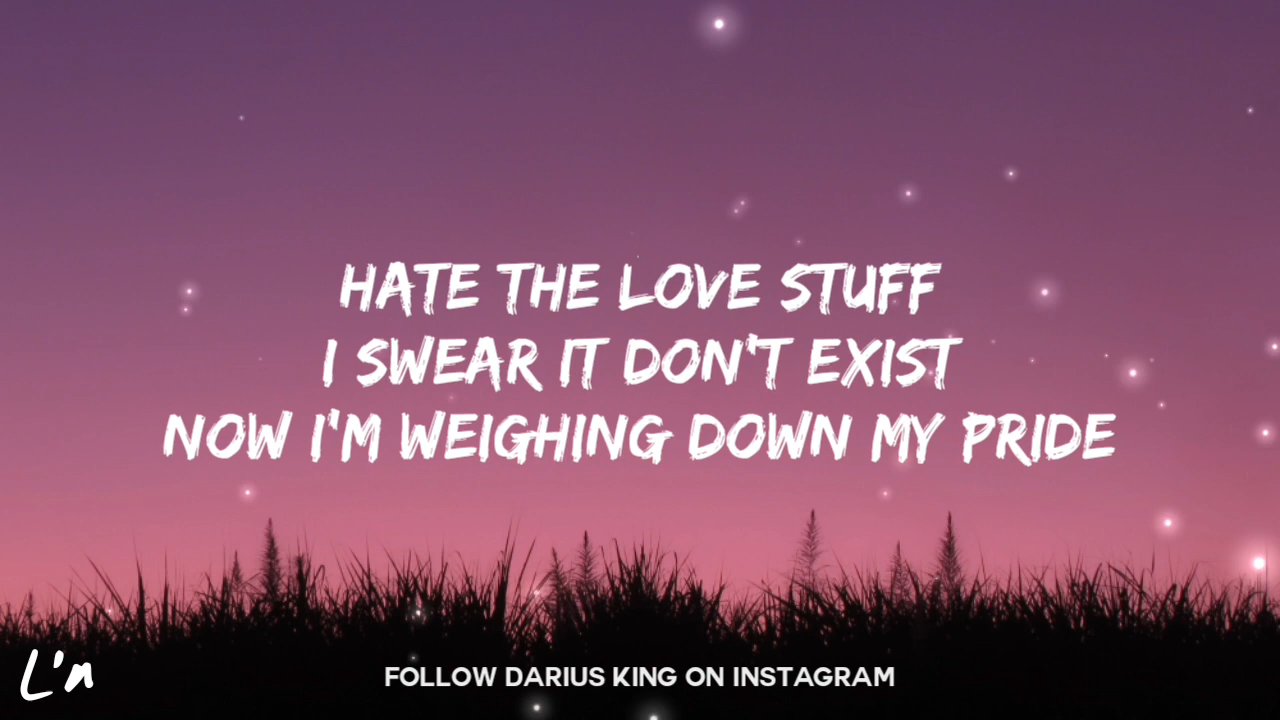 HATE THE LOVE STUFF
I SWEAR IT DON'T EXIST
NOW I'M WEIGHING DOWN MY PRIDE
L'n
FOLLOW DARIUS KING ON INSTAGRAM